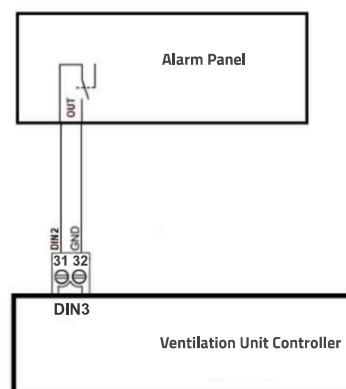 Alarm Panel
OUT
DIN2
GND
31 32
DIN3
Ventilation Unit Controller